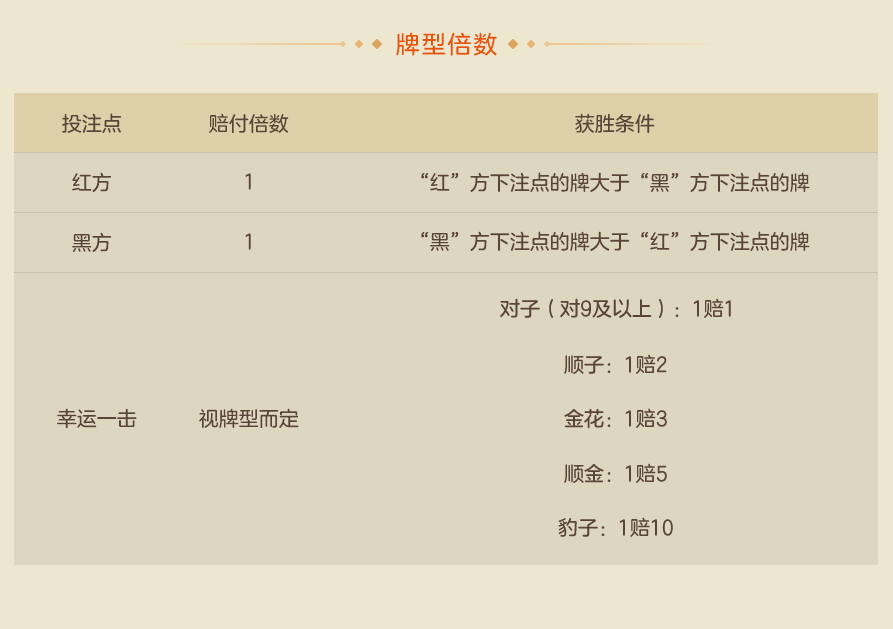 牌型倍数
投注点 赔付倍数 获胜条件
红方 1 “红”方下注点的牌大于“黑”方下注点的牌
黑方 1 “黑”方下注点的牌大于“红”方下注点的牌
对子（对9及以上）：1赔1
顺子：1赔2
幸运一击 视牌型而定 金花：1赔3
顺金：1赔5
豹子：1赔10